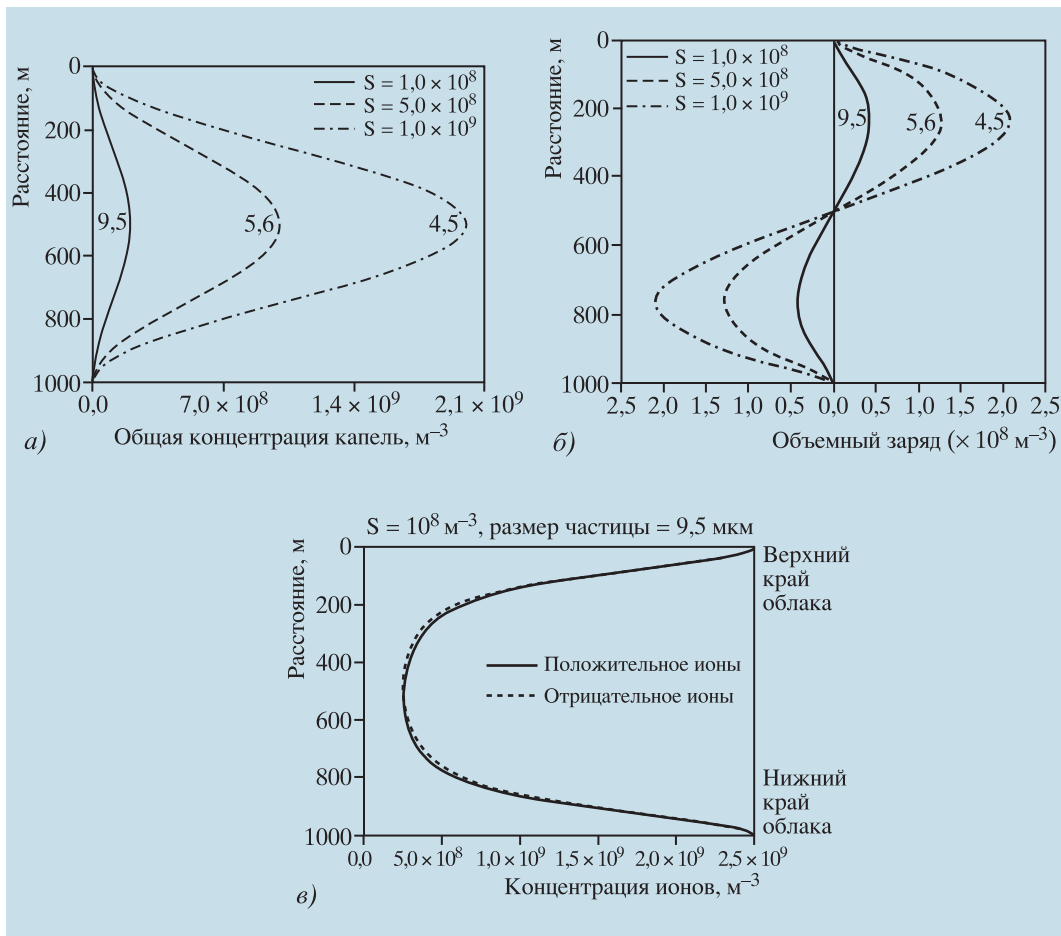 Расстояние, м
0
200
400
600
800
1000
S = 1,0 × 10⁸
S = 5,0 × 10⁸
S = 1,0 × 10⁹
9,5
5,6
4,5
0,0
7,0 × 10⁸
1,4 × 10⁹
2,1 × 10⁹
а)
Общая концентрация капель, м⁻³
Расстояние, м
0
200
400
600
800
1000
S = 1,0 × 10⁸
S = 5,0 × 10⁸
S = 1,0 × 10⁹
9,5
5,6
4,5
2,5
2,0
1,5
1,0
0,5
0,0
0,5
1,0
1,5
2,0
2,5
б)
Объемный заряд (× 10⁸ м⁻³)
S = 10⁸ м⁻³, размер частицы = 9,5 мкм
Расстояние, м
0
200
400
600
800
1000
Верхний
край
облака
Положительное ионы
Отрицательное ионы
Нижний
край
облака
0,0
5,0 × 10⁸
1,0 × 10⁹
1,5 × 10⁹
2,0 × 10⁹
2,5 × 10⁹
в)
Концентрация ионов, м⁻³